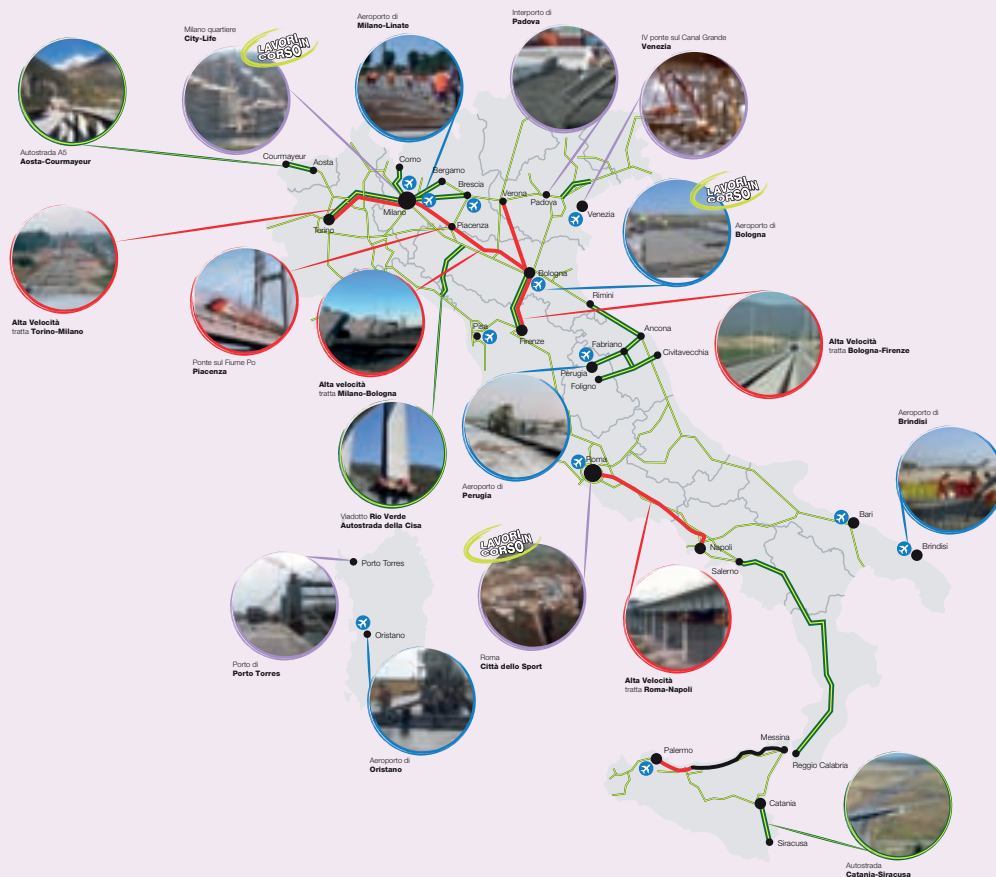 Aeroporto di
Milano-Linate
Interporto di
Padova
Milano quartiere
City-Life
LAVORI IN
CORSO
IV ponte sul Canal Grande
Venezia
Autostrada A5
Aosta-Courmayeur
Courmayeur
Aosta
Como
Bergamo
Brescia
Milano
Torino
Piacenza
Verona
Padova
Venezia
LAVORI IN
CORSO
Aeroporto di
Bologna
Bologna
Rimini
Pisa
Firenze
Ancona
Fabriano
Civitavecchia
Perugia
Foligno
Alta Velocità
tratta Torino-Milano
Ponte sul Fiume Po
Piacenza
Alta velocità
tratta Milano-Bologna
Alta Velocità
tratta Bologna-Firenze
Viadotto Rio Verde
Autostrada della Cisa
Aeroporto di
Perugia
Roma
Aeroporto di
Brindisi
Bari
Brindisi
Napoli
Salerno
LAVORI IN
CORSO
Roma
Città dello Sport
Porto Torres
Oristano
Porto di
Porto Torres
Aeroporto di
Oristano
Alta Velocità
tratta Roma-Napoli
Messina
Palermo
Reggio Calabria
Catania
Siracusa
Autostrada
Catania-Siracusa